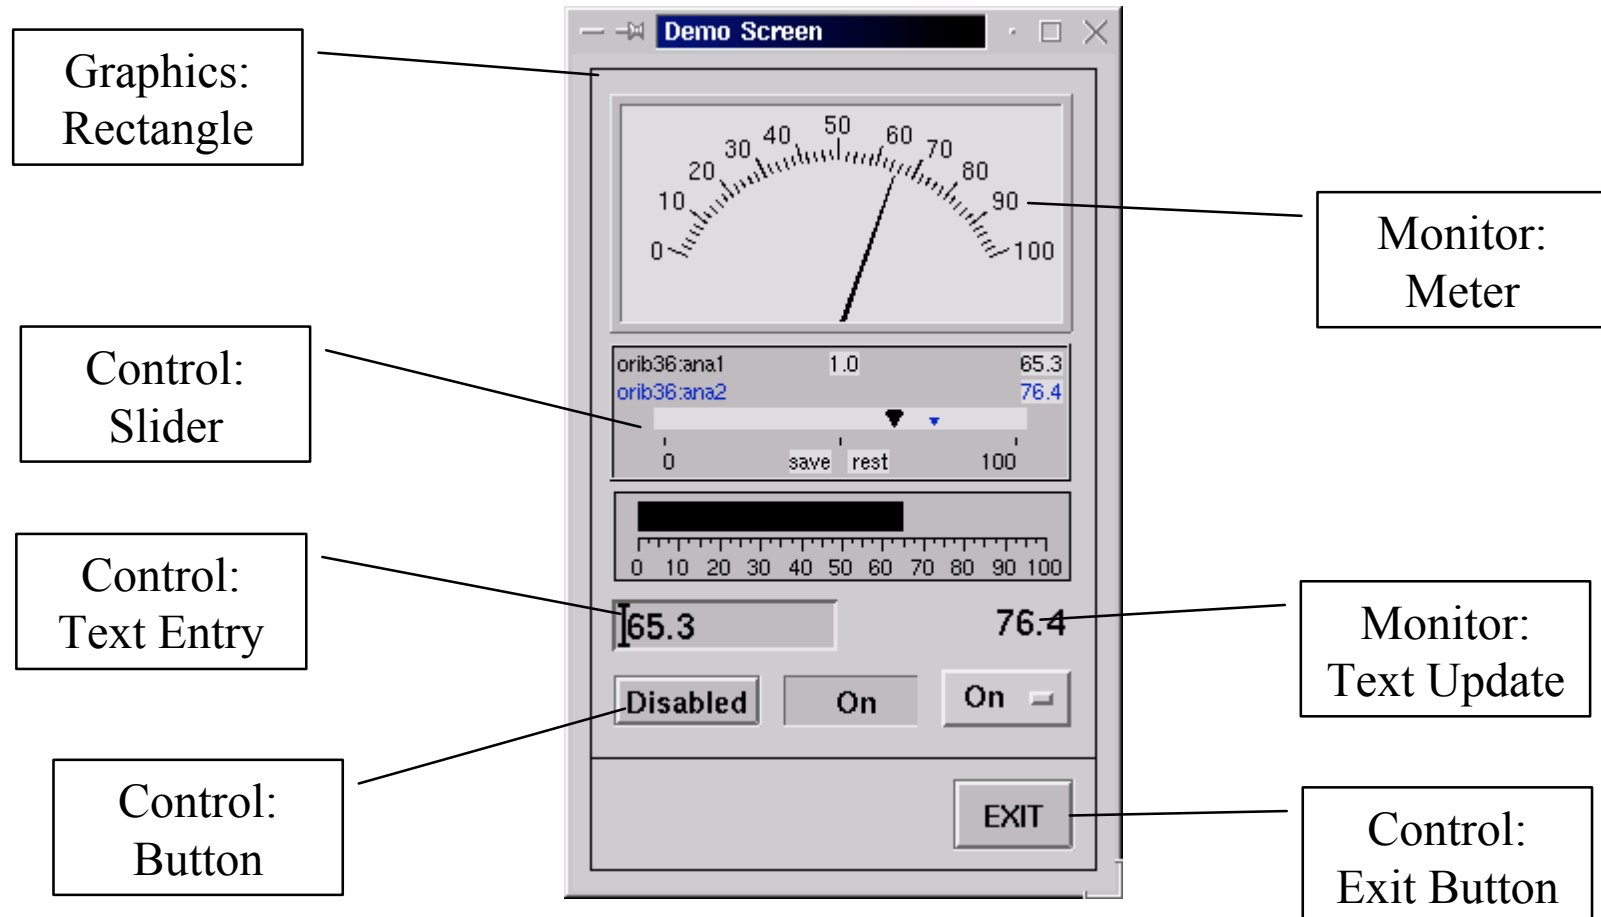 Demo Screen
Graphics:
Rectangle
0 10 20 30 40 50 60 70 80 90 100
Monitor:
Meter
Control:
Slider
orib36:ana1 1.0 65.3
orib36:ana2 76.4
0 save rest 100
0 10 20 30 40 50 60 70 80 90 100
Control:
Text Entry
65.3 76.4
Monitor:
Text Update
Disabled On On
Control:
Button
EXIT
Control:
Exit Button